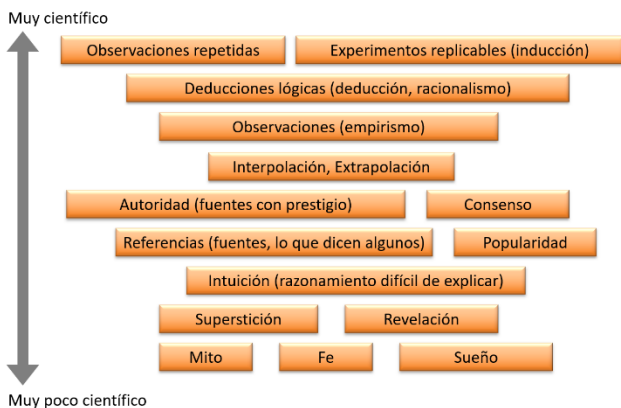 Muy científico
Observaciones repetidas
Experimentos replicables (inducción)
Deducciones lógicas (deducción, racionalismo)
Observaciones (empirismo)
Interpolación, Extrapolación
Autoridad (fuentes con prestigio)
Consenso
Referencias (fuentes, lo que dicen algunos)
Popularidad
Intuición (razonamiento difícil de explicar)
Superstición
Revelación
Mito
Fe
Sueño
Muy poco científico